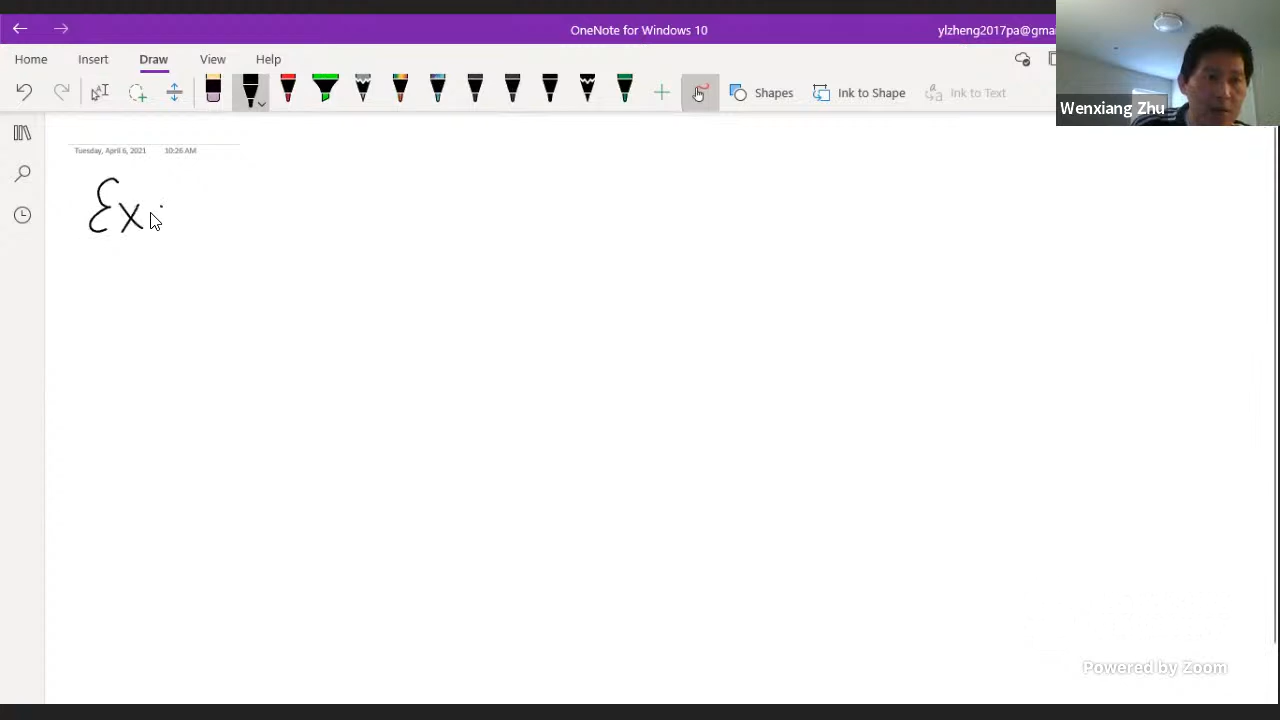 OneNote for Windows 10
ylzheng2017pa@gma
Home Insert Draw View Help
Shapes Ink to Shape Ink to Text
Wenxiang Zhu
Tuesday, April 6, 2021 10:26 AM
Ex
Powered by Zoom